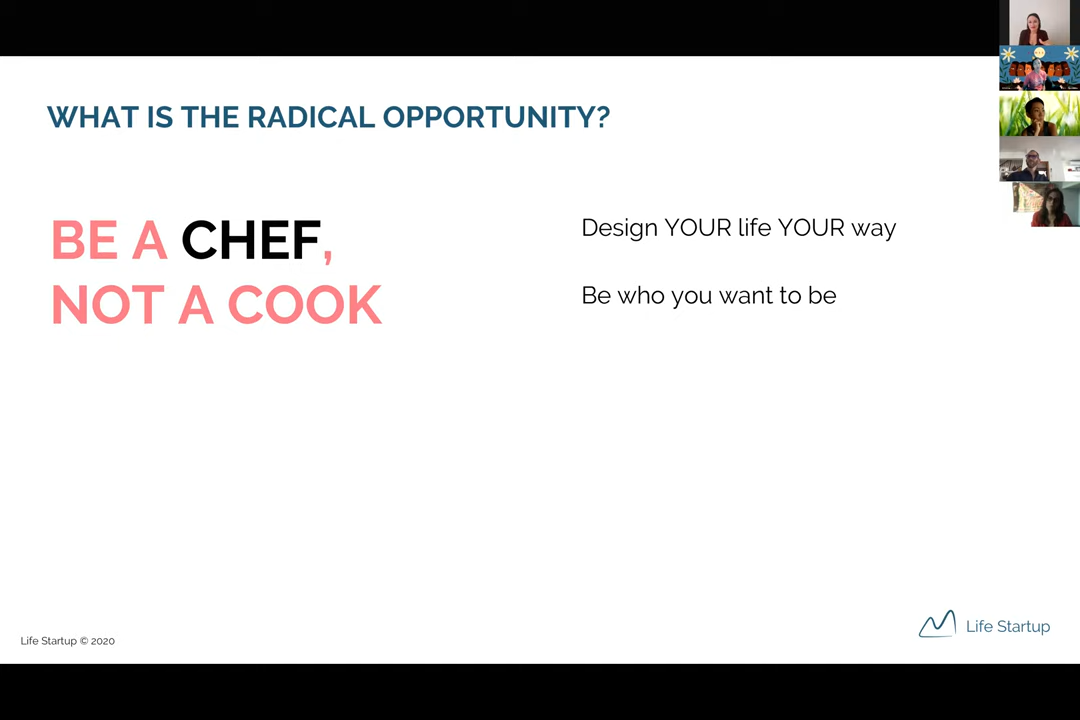 WHAT IS THE RADICAL OPPORTUNITY?
BE A CHEF,
NOT A COOK
Design YOUR life YOUR way
Be who you want to be
Life Startup © 2020
Life Startup